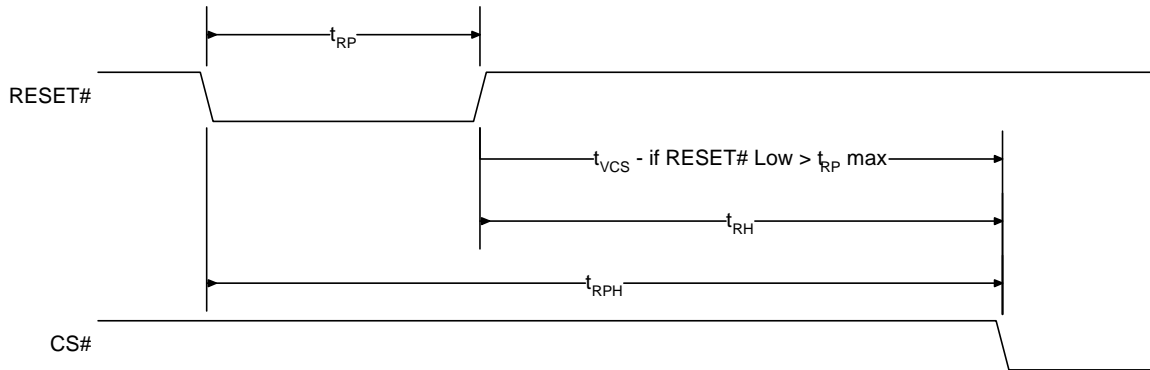 tRP
RESET#
tVCS - if RESET# Low > tRP max
tRH
tRPH
CS#